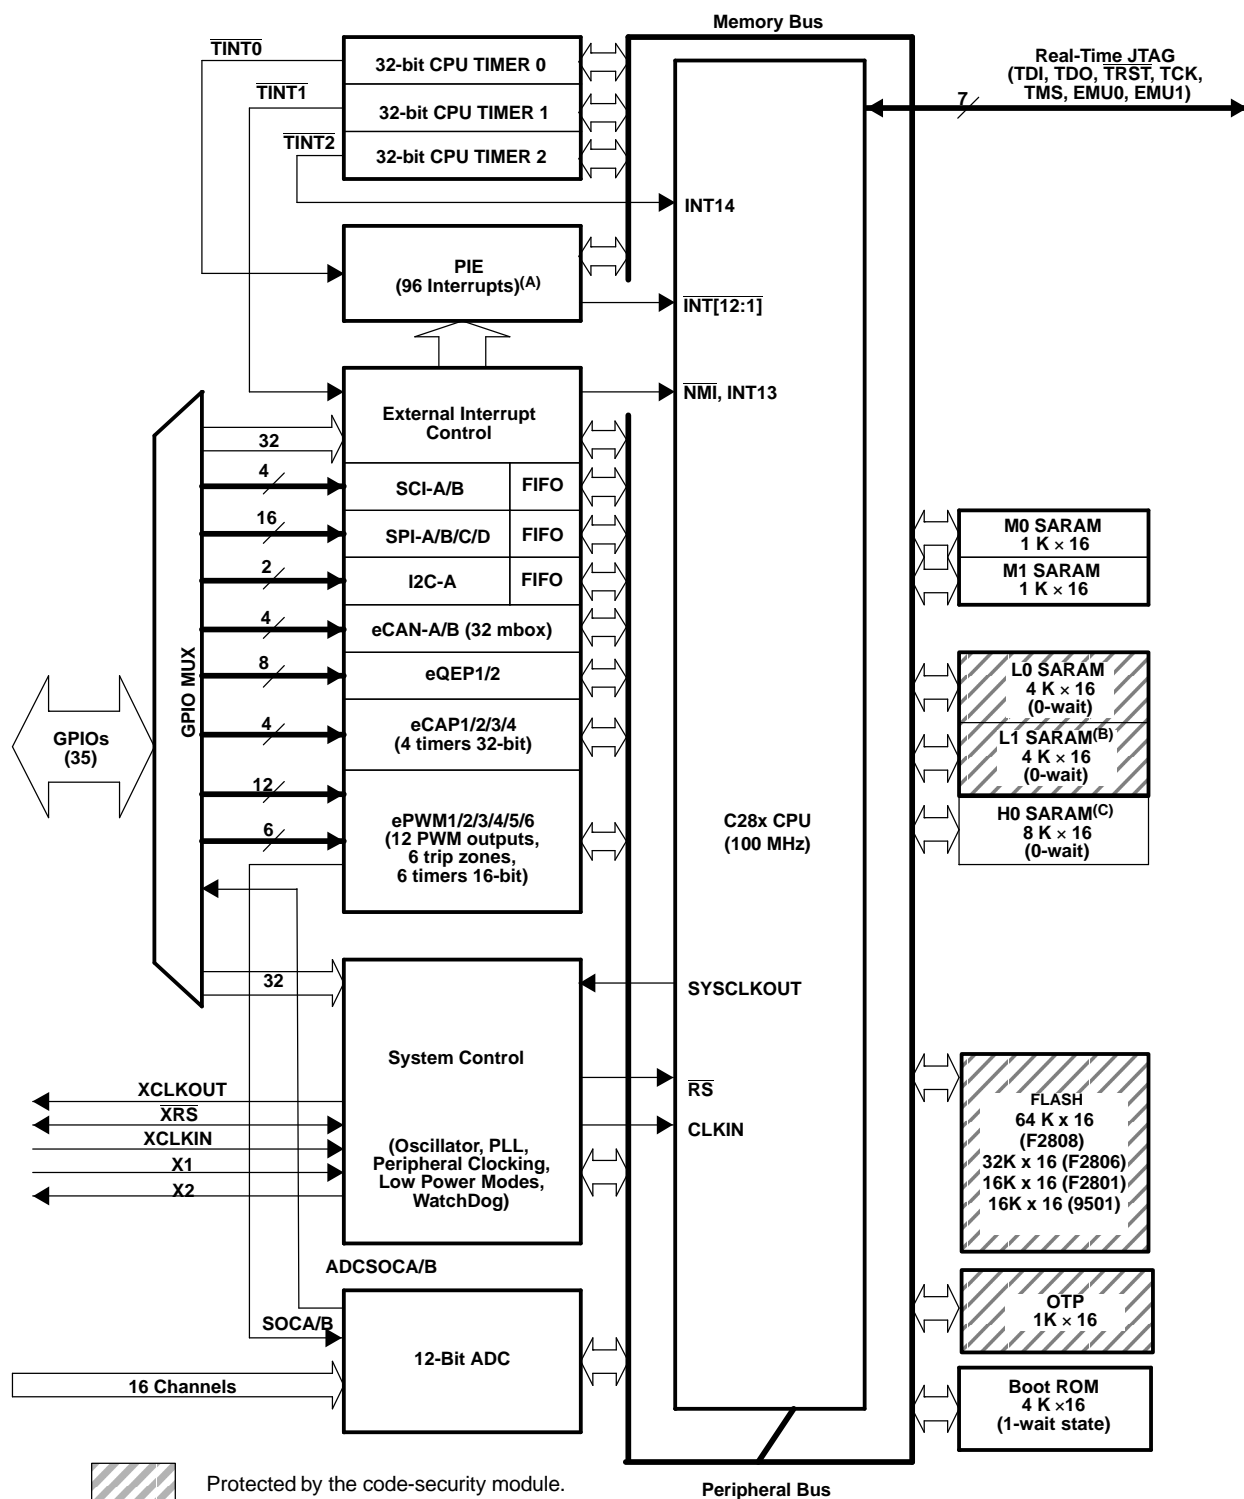 Memory Bus
TINT0
32-bit CPU TIMER 0
Real-Time JTAG
(TDI, TDO, TRST, TCK,
TMS, EMU0, EMU1)
7
TINT1
32-bit CPU TIMER 1
TINT2
32-bit CPU TIMER 2
INT14
PIE
(96 Interrupts)(A)
INT[12:1]
NMI, INT13
External Interrupt
Control
32
4
SCI-A/B
FIFO
16
SPI-A/B/C/D
FIFO
2
I2C-A
FIFO
4
eCAN-A/B (32 mbox)
8
eQEP1/2
4
eCAP1/2/3/4
(4 timers 32-bit)
12
6
ePWM1/2/3/4/5/6
(12 PWM outputs,
6 trip zones,
6 timers 16-bit)
GPIO MUX
GPIOs
(35)
C28x CPU
(100 MHz)
M0 SARAM
1 K × 16
M1 SARAM
1 K × 16
L0 SARAM
4 K × 16
(0-wait)
L1 SARAM(B)
4 K × 16
(0-wait)
H0 SARAM(C)
8 K × 16
(0-wait)
32
SYSCLKOUT
System Control
RS
CLKIN
XCLKOUT
XRS
XCLKIN
X1
X2
(Oscillator, PLL,
Peripheral Clocking,
Low Power Modes,
WatchDog)
FLASH
64 K x 16
(F2808)
32K x 16 (F2806)
16K x 16 (F2801)
16K x 16 (9501)
ADCSOCA/B
SOCA/B
12-Bit ADC
16 Channels
OTP
1K × 16
Boot ROM
4 K ×16
(1-wait state)
Protected by the code-security module.
Peripheral Bus